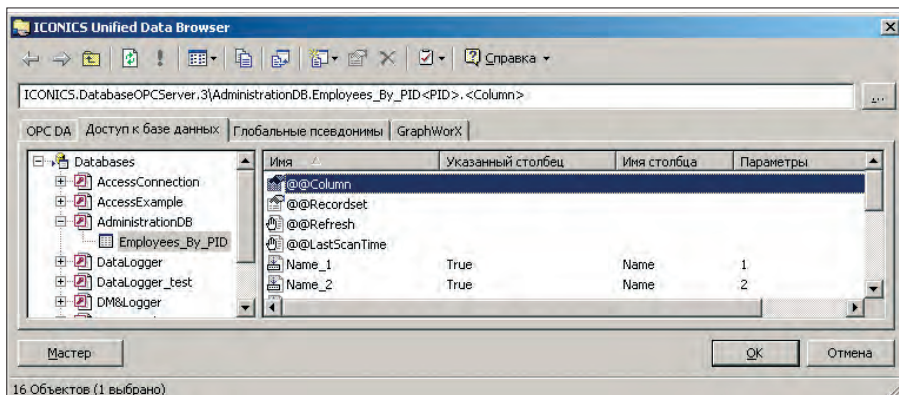 ICONICS Unified Data Browser
Справка
ICONICS.DatabaseOPCServer.3\AdministrationDB.Employees_By_PID<PID>.<Column>
...
OPC DA Доступ к базе данных Глобальные псевдонимы GraphWorX
Databases
AccessConnection
AccessExample
AdministrationDB
Employees_By_PID
DataLogger
DataLogger_test
DM&Logger
Имя Указанный столбец Имя столбца Параметры
@@Column
@@Recordset
@@Refresh
@@LastScanTime
Name_1 True Name 1
Name_2 True Name 2
Мастер OK Отмена
16 Объектов (1 выбрано)